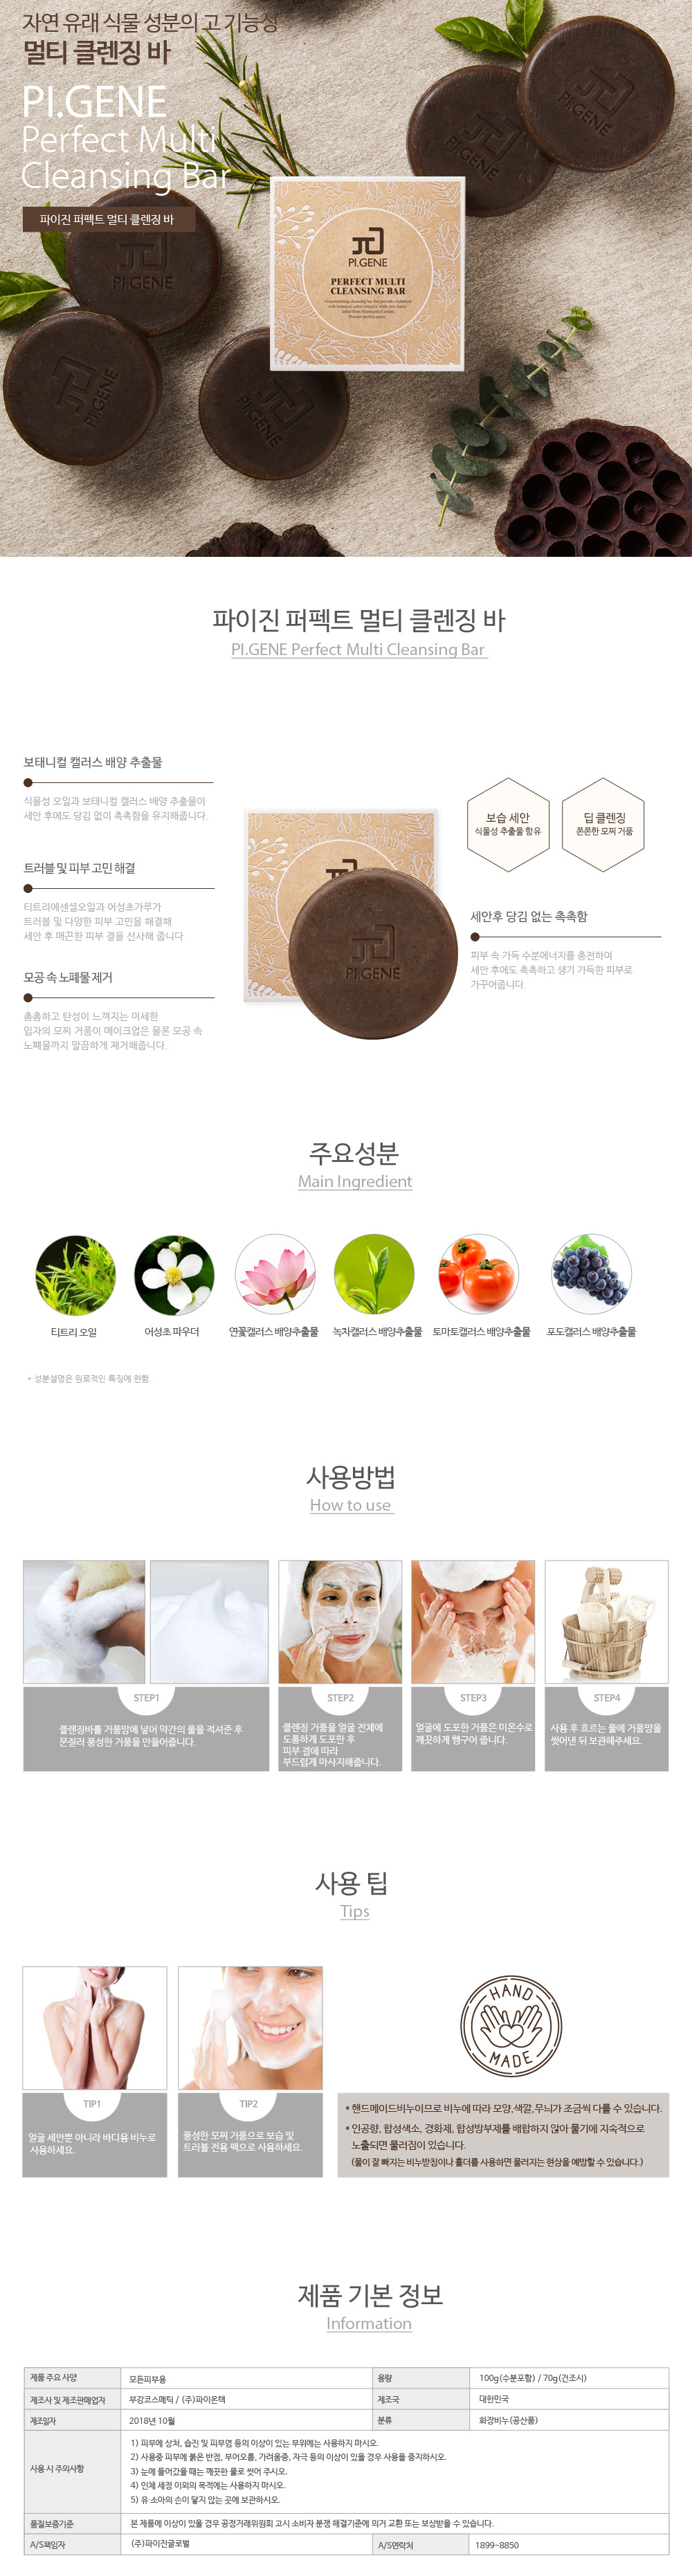 자연 유래 식물 성분의 고 기능성
멀티 클렌징 바
PI.GENE
Perfect Multi
Cleansing Bar
파이진 퍼펙트 멀티 클렌징 바
PI.GENE
PI.GENE
PI.GENE
PI.GENE
PI.GENE
PERFECT MULTI
CLEANSING BAR
파이진 퍼펙트 멀티 클렌징 바
PI.GENE Perfect Multi Cleansing Bar
보태니컬 캘러스 배양 추출물
식물성 오일과 보태니컬 캘러스 배양 추출물이
세안 후에도 당김 없이 촉촉함을 유지해줍니다.
트러블 및 피부 고민 해결
티트리에센셜오일과 어성초가루가
트러블 및 다양한 피부 고민을 해결해
세안 후 매끈한 피부 결을 선사해 줍니다
모공 속 노폐물 제거
촘촘하고 탄성이 느껴지는 미세한
입자의 모찌 거품이 메이크업은 물론 모공 속
노폐물까지 말끔하게 제거해줍니다.
PI.GENE
보습 세안
식물성 추출물 함유
딥 클렌징
쫀쫀한 모찌 거품
세안후 당김 없는 촉촉함
피부 속 가득 수분에너지를 충전하여
세안 후에도 촉촉하고 생기 가득한 피부로
가꾸어줍니다.
주요성분
Main Ingredient
티트리 오일
어성초 파우더
연꽃캘러스 배양추출물
녹차캘러스 배양추출물
토마토캘러스 배양추출물
포도캘러스 배양추출물
* 성분설명은 원료적인 특징에 한함.
사용방법
How to use
STEP1
클렌징바를 거품망에 넣어 약간의 물을 적셔준 후
문질러 풍성한 거품을 만들어줍니다.
STEP2
클렌징 거품을 얼굴 전체에
도톰하게 도포한 후
피부 결에 따라
부드럽게 마사지해줍니다.
STEP3
얼굴에 도포한 거품은 미온수로
깨끗하게 헹구어 줍니다.
STEP4
사용 후 흐르는 물에 거품망을
씻어낸 뒤 보관해주세요.
사용 팁
Tips
TIP1
얼굴 세안뿐 아니라 바디용 비누로
사용하세요.
TIP2
풍성한 모찌 거품으로 보습 및
트러블 전용 팩으로 사용하세요.
HAND
MADE
* 핸드메이드비누이므로 비누에 따라 모양,색깔,무늬가 조금씩 다를 수 있습니다.
* 인공향, 합성색소, 경화제, 합성방부제를 배합하지 않아 물기에 지속적으로
노출되면 물러짐이 있습니다.
(물이 잘 빠지는 비누받침이나 홀더를 사용하면 물러지는 현상을 예방할 수 있습니다.)
제품 기본 정보
Information
제품 주요 사양 모든피부용 용량 100g(수분포함) / 70g(건조시)
제조사 및 제조판매업자 부강코스메틱 / (주)파이온텍 제조국 대한민국
제조일자 2018년 10월 분류 화장비누(공산품)
사용 시 주의사항
1) 피부에 상처, 습진 및 피부염 등의 이상이 있는 부위에는 사용하지 마시오.
2) 사용중 피부에 붉은 반점, 부어오름, 가려움증, 자극 등의 이상이 있을 경우 사용을 중지하시오.
3) 눈에 들어갔을 때는 깨끗한 물로 씻어 주시오.
4) 인체 세정 이외의 목적에는 사용하지 마시오.
5) 유·소아의 손이 닿지 않는 곳에 보관하시오.
품질보증기준 본 제품에 이상이 있을 경우 공정거래위원회 고시 소비자 분쟁 해결기준에 의거 교환 또는 보상받을 수 있습니다.
A/S책임자 (주)파이진글로벌 A/S연락처 1899-8850